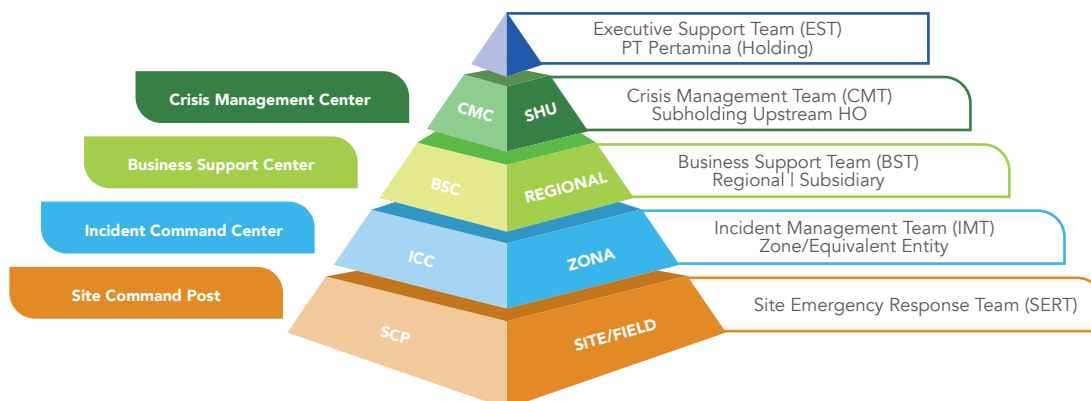 Executive Support Team (EST)
PT Pertamina (Holding)
Crisis Management Center
CMC
SHU
Crisis Management Team (CMT)
Subholding Upstream HO
Business Support Center
BSC
REGIONAL
Business Support Team (BST)
Regional | Subsidiary
Incident Command Center
ICC
ZONA
Incident Management Team (IMT)
Zone/Equivalent Entity
Site Command Post
SCP
SITE/FIELD
Site Emergency Response Team (SERT)